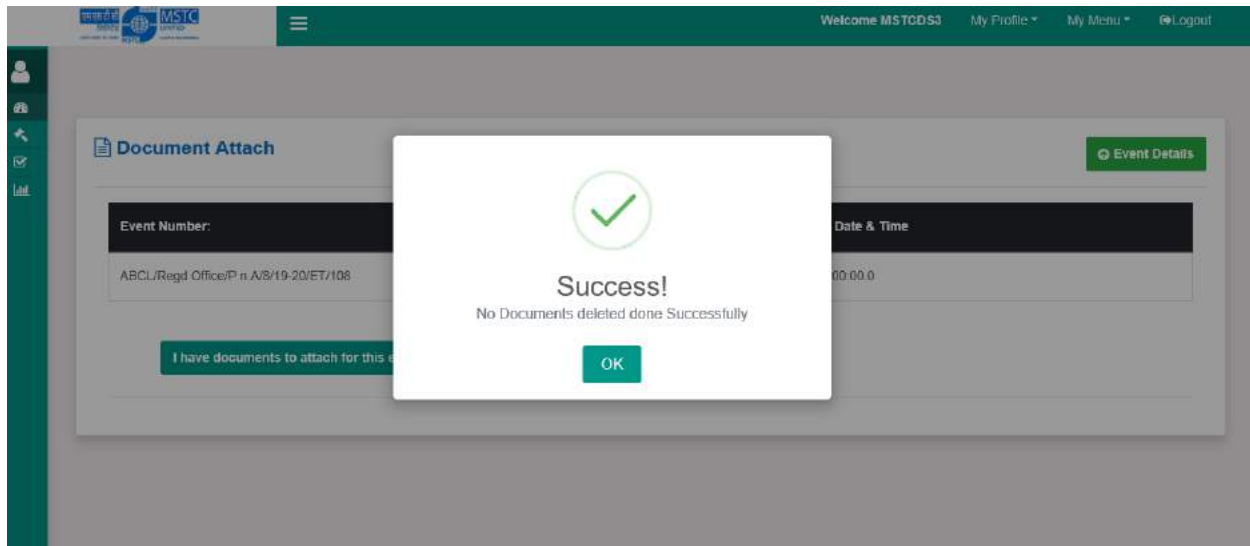 MSTC
Welcome MSTCDS3
My Profile
My Menu
Logout
Document Attach
Event Details
Event Number:
Date & Time
ABCL/Regd Office/P n A/8/19-20/ET/108
00:00.0
Success!
No Documents deleted done Successfully
I have documents to attach for this e
OK